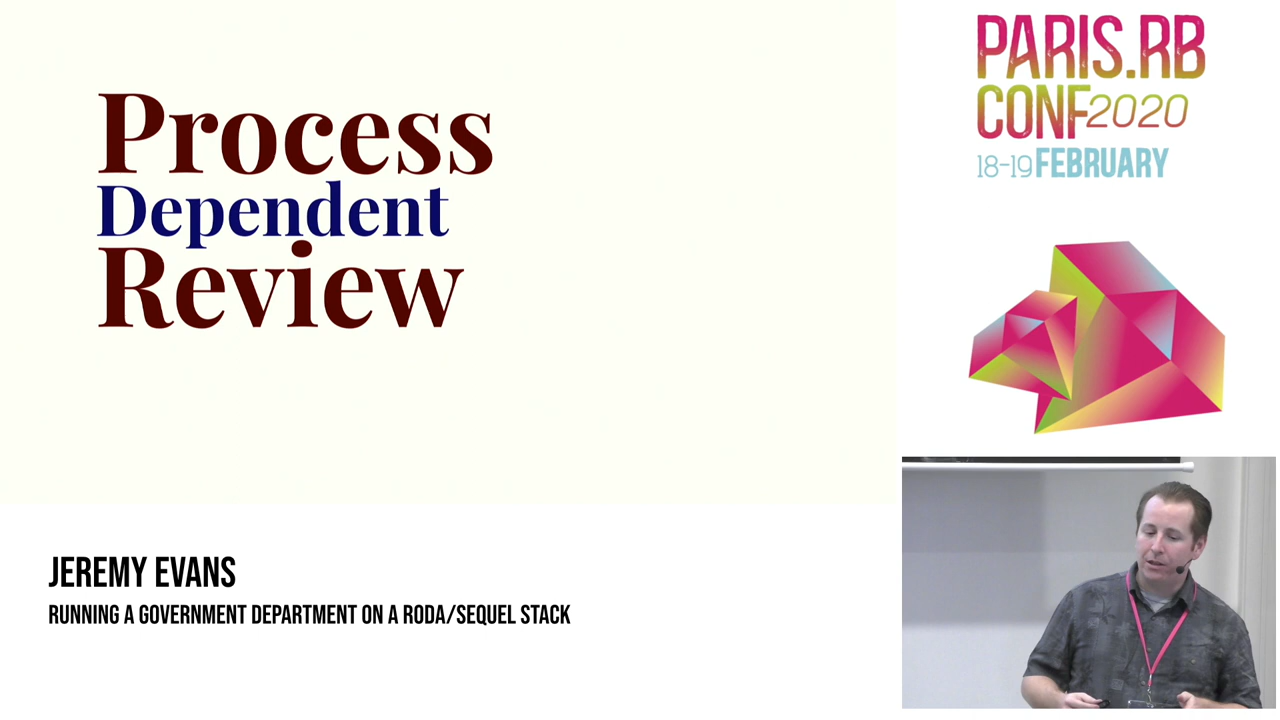 Process
Dependent
Review
JEREMY EVANS
RUNNING A GOVERNMENT DEPARTMENT ON A RODA/SEQUEL STACK
PARIS.RB
CONF2020
18-19 FEBRUARY